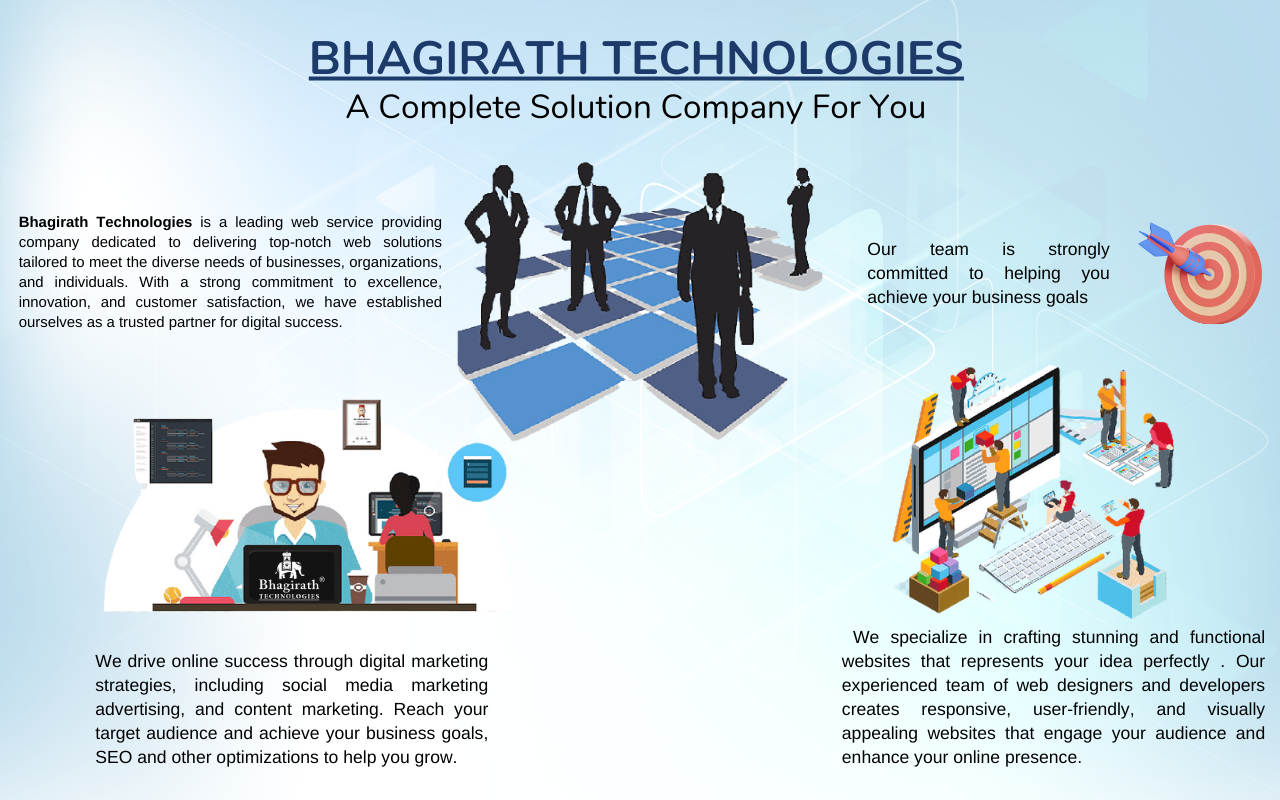 BHAGIRATH TECHNOLOGIES
A Complete Solution Company For You
Bhagirath Technologies is a leading web service providing
company dedicated to delivering top-notch web solutions
tailored to meet the diverse needs of businesses, organizations,
and individuals. With a strong commitment to excellence,
innovation, and customer satisfaction, we have established
ourselves as a trusted partner for digital success.
Our team is strongly
committed to helping you
achieve your business goals
Bhagirath®
TECHNOLOGIES
We drive online success through digital marketing
strategies, including social media marketing
advertising, and content marketing. Reach your
target audience and achieve your business goals,
SEO and other optimizations to help you grow.
We specialize in crafting stunning and functional
websites that represents your idea perfectly . Our
experienced team of web designers and developers
creates responsive, user-friendly, and visually
appealing websites that engage your audience and
enhance your online presence.